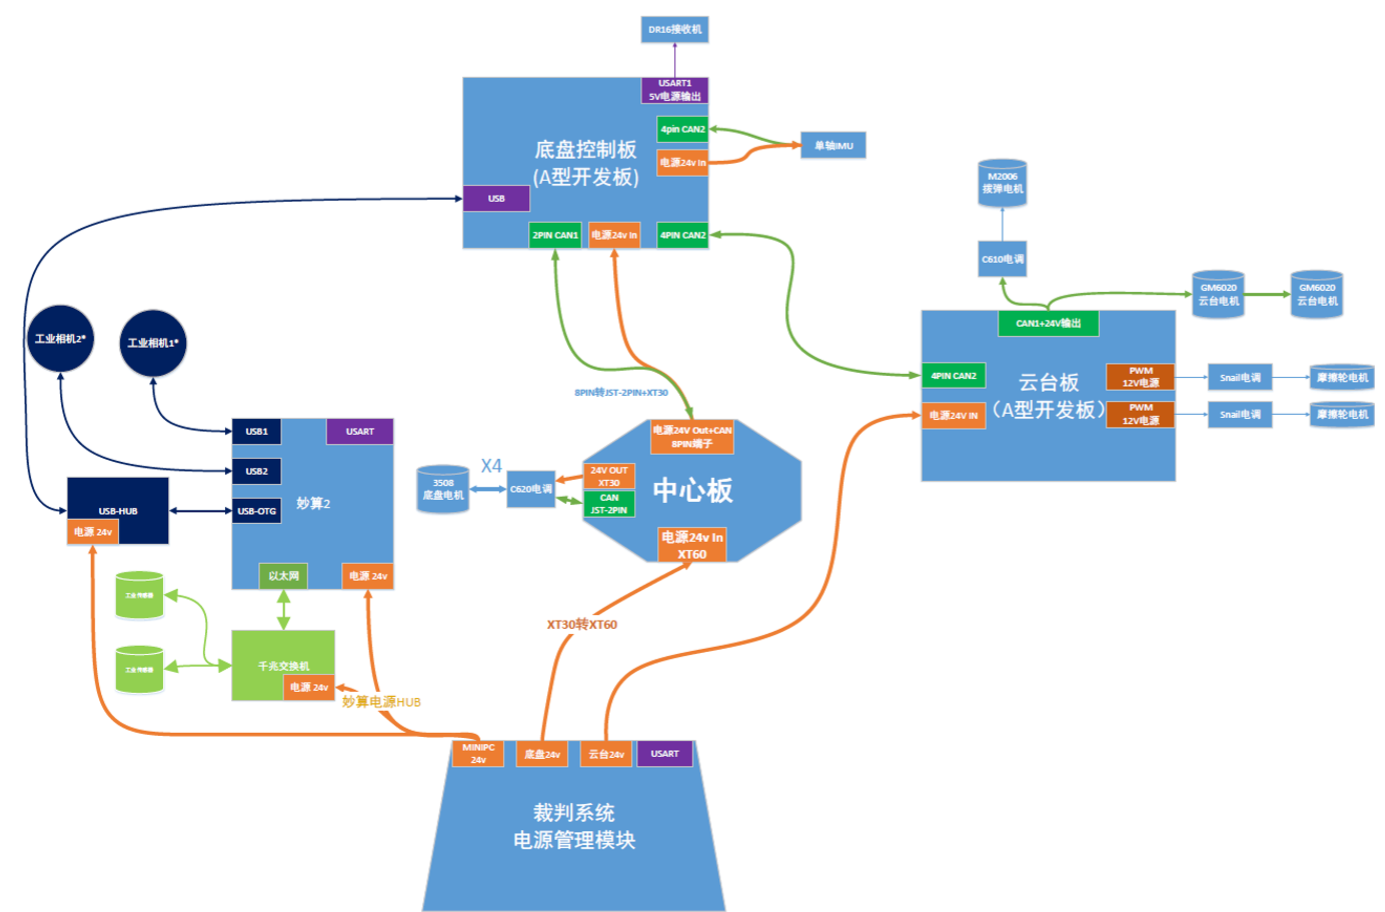 DR16接收机
USART1
5V电源输出
4pin CAN2
电源24v In
单轴IMU
底盘控制板
(A型开发板)
USB
2PIN CAN1
电源24v In
4PIN CAN2
M2006
拨弹电机
C610电调
GM6020
云台电机
GM6020
云台电机
CAN1+24V输出
4PIN CAN2
电源24V IN
云台板
（A型开发板）
PWM
12V电源
PWM
12V电源
Snail电调
摩擦轮电机
Snail电调
摩擦轮电机
工业相机2*
工业相机1*
8PIN转JST-2PIN+XT30
USB1
USART
USB2
USB-OTG
妙算2
以太网
电源 24v
USB-HUB
电源 24v
X4
3508
底盘电机
C620电调
电源24V Out+CAN
8PIN端子
24V OUT
XT30
CAN
JST-2PIN
中心板
电源24v In
XT60
工业传感器
工业传感器
千兆交换机
电源 24v
XT30转XT60
妙算电源HUB
MINIPC
24v
底盘24v
云台24v
USART
裁判系统
电源管理模块